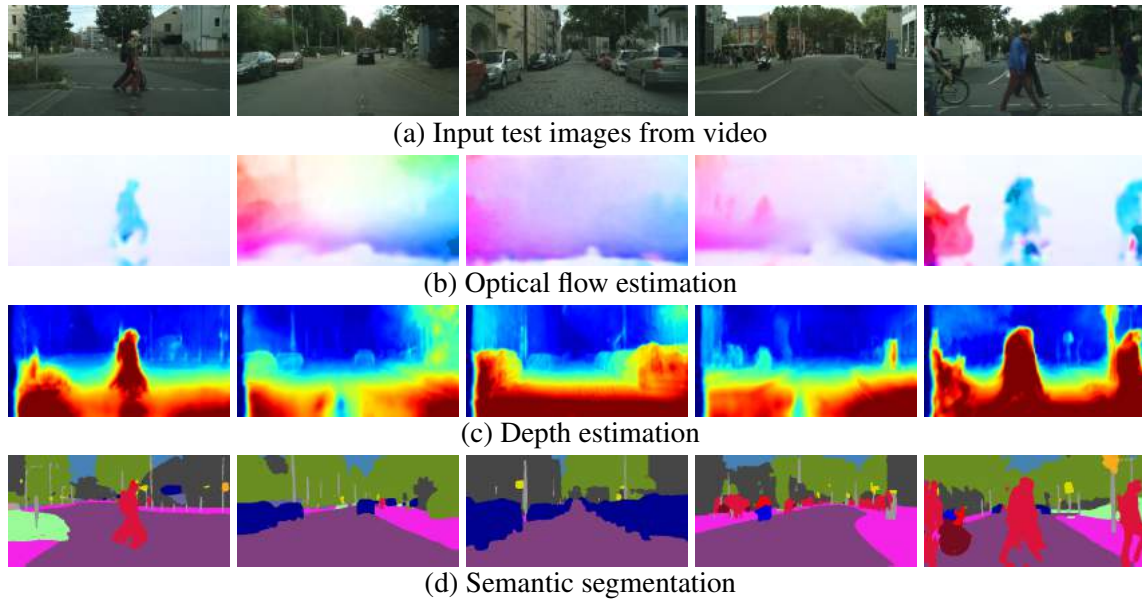 (a) Input test images from video
(b) Optical flow estimation
(c) Depth estimation
(d) Semantic segmentation